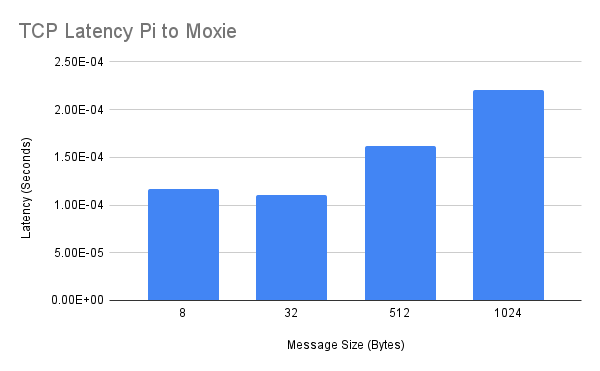 TCP Latency Pi to Moxie
2.50E-04
2.00E-04
1.50E-04
1.00E-04
5.00E-05
0.00E+00
Latency (Seconds)
8 32 512 1024
Message Size (Bytes)